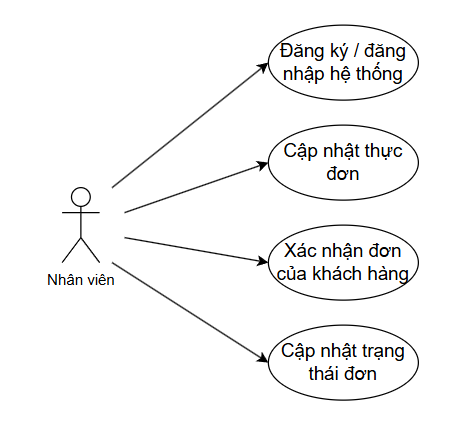 Đăng ký / đăng
nhập hệ thống
Cập nhật thực
đơn
Xác nhận đơn
của khách hàng
Cập nhật trạng
thái đơn
Nhân viên